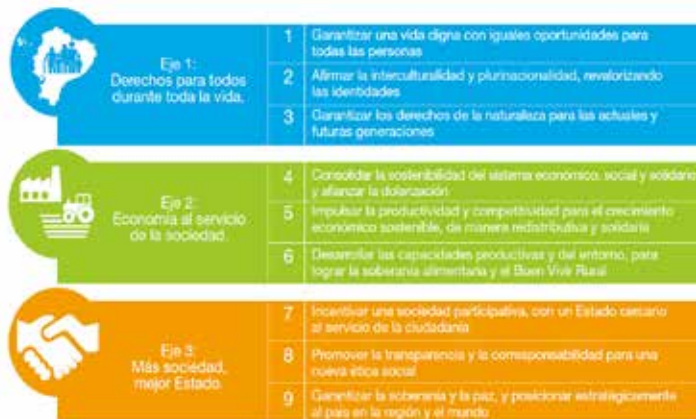 Eje 1:
Derechos para todos
durante toda la vida.
1 Garantizar una vida digna con iguales oportunidades para
todas las personas
2 Afirmar la interculturalidad y plurinacionalidad, revalorizando
las identidades
3 Garantizar los derechos de la naturaleza para las actuales y
futuras generaciones
Eje 2:
Economía al servicio
de la sociedad.
4 Consolidar la sostenibilidad del sistema económico, social y solidario
y afianzar la dolarización
5 Impulsar la productividad y competitividad para el crecimiento
económico sostenible, de manera redistributiva y solidaria
6 Desarrollar las capacidades productivas y del entorno, para
lograr la soberanía alimentaria y el Buen Vivir Rural
Eje 3:
Más sociedad,
mejor Estado.
7 Incentivar una sociedad participativa, con un Estado cercano
al servicio de la ciudadanía
8 Promover la transparencia y la corresponsabilidad para una
nueva ética social
9 Garantizar la soberanía y la paz, y posicionar estratégicamente
al país en la región y el mundo